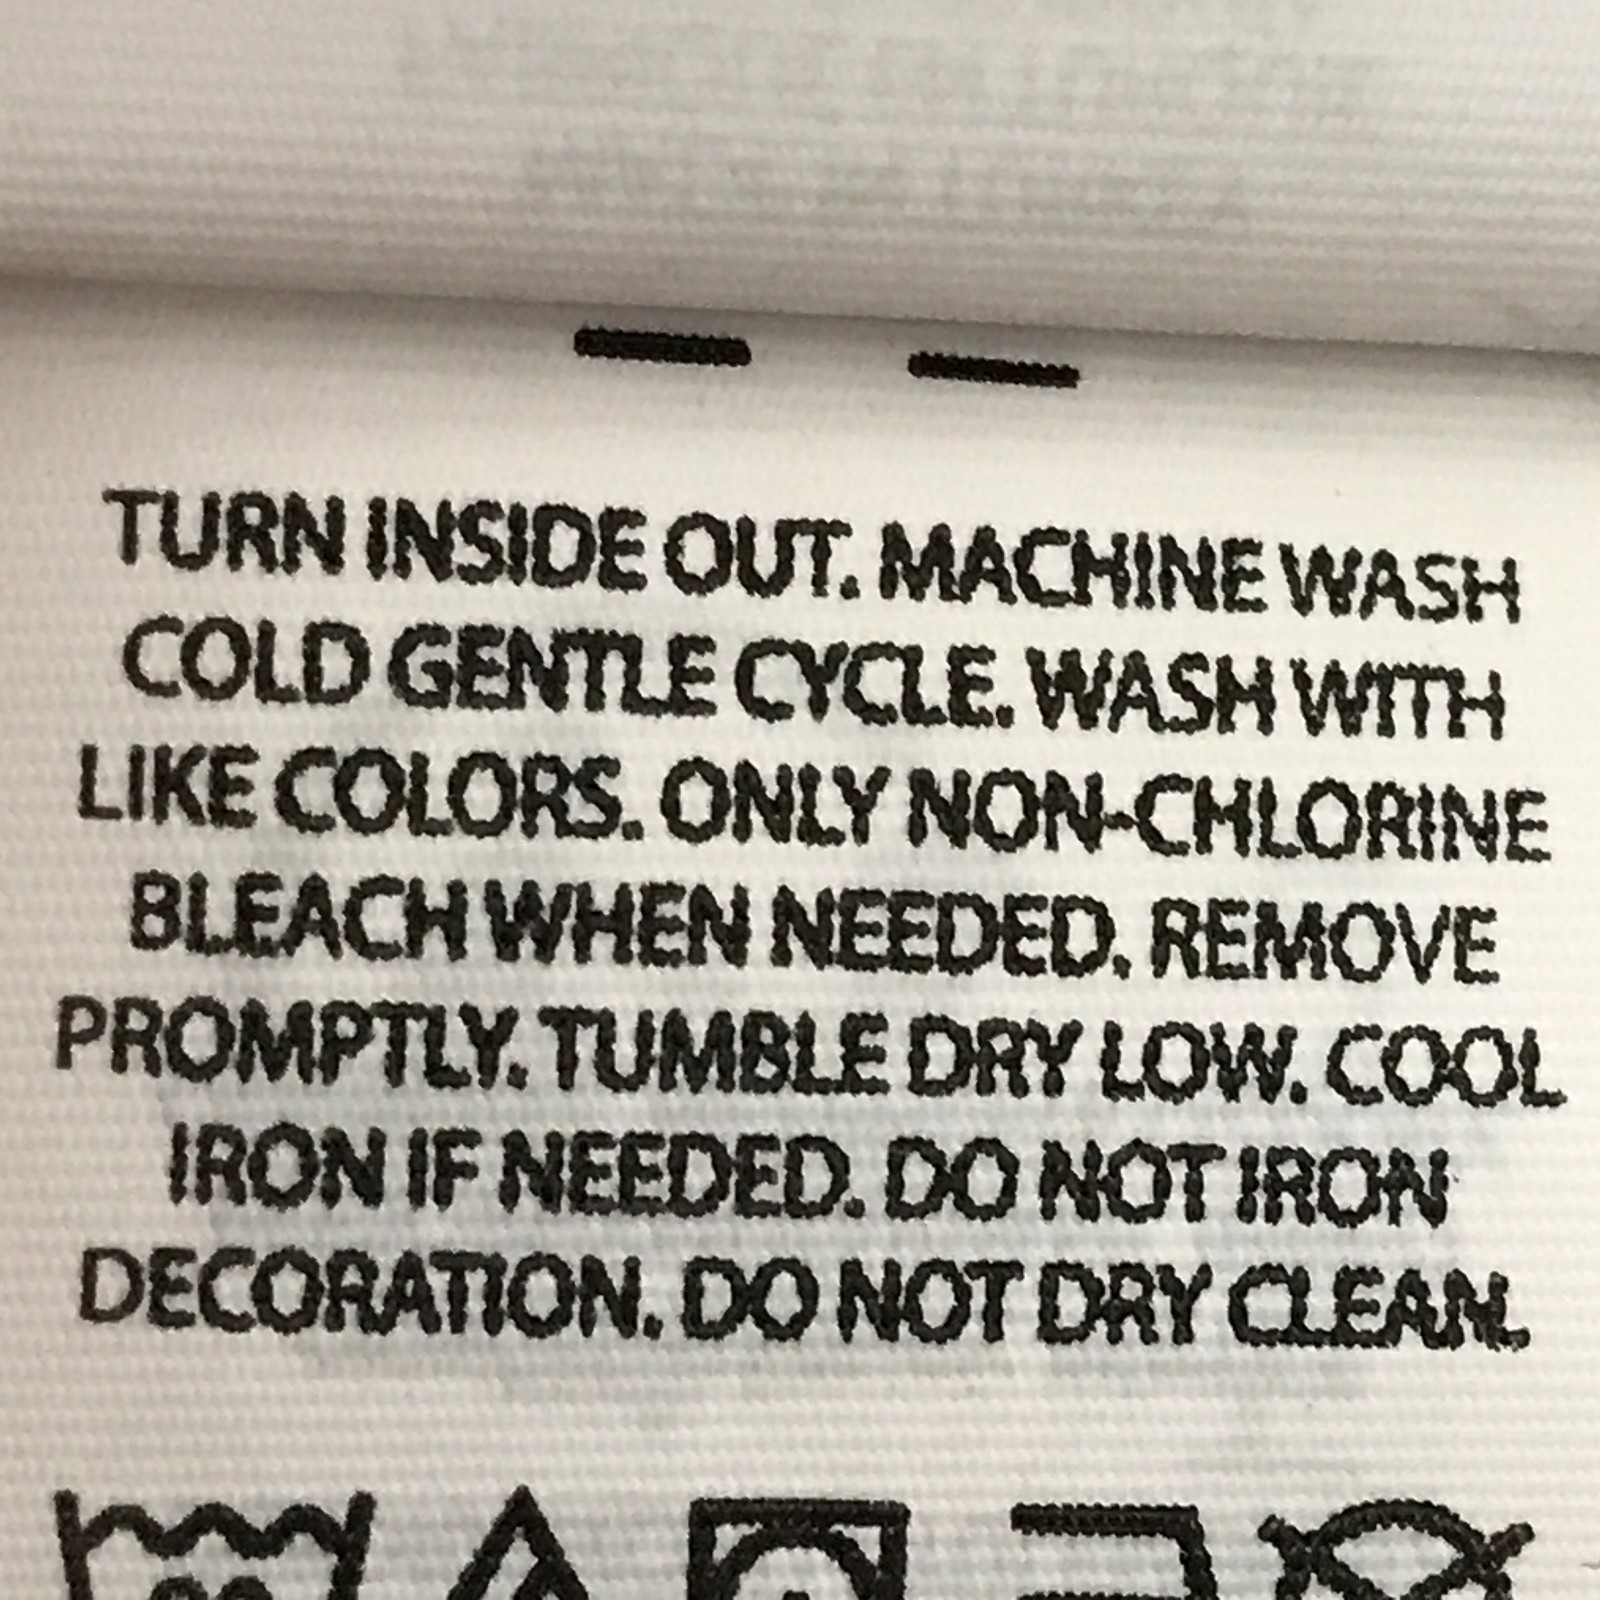 TURN INSIDE OUT. MACHINE WASH
COLD GENTLE CYCLE. WASH WITH
LIKE COLORS. ONLY NON-CHLORINE
BLEACH WHEN NEEDED. REMOVE
PROMPTLY. TUMBLE DRY LOW. COOL
IRON IF NEEDED. DO NOT IRON
DECORATION. DO NOT DRY CLEAN.